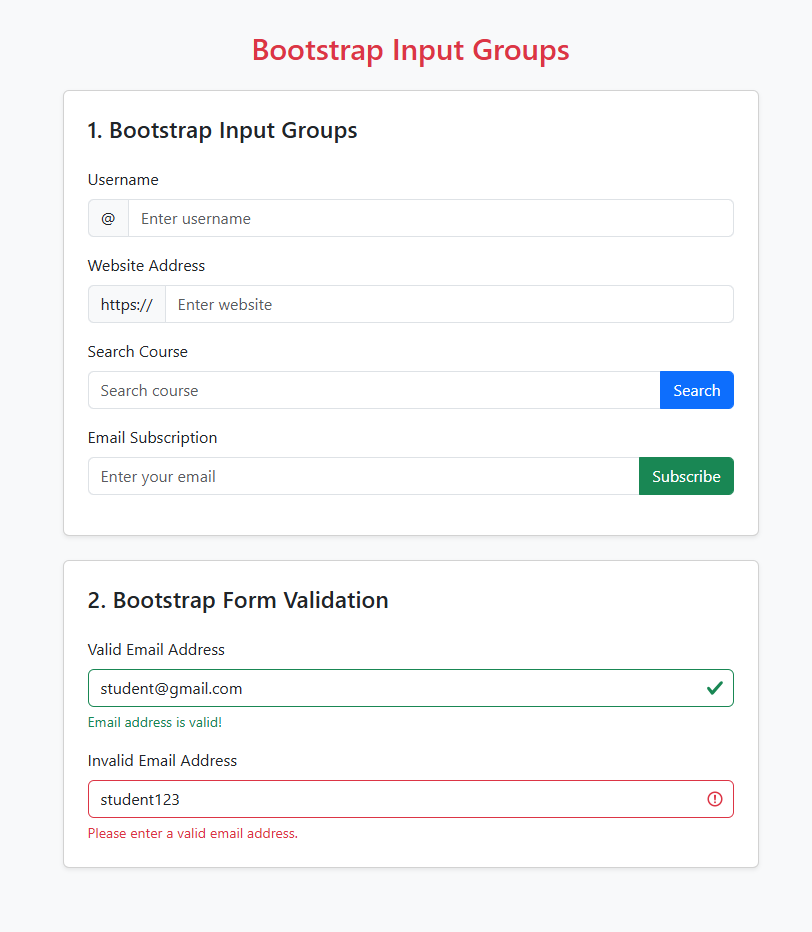 Bootstrap Input Groups
1. Bootstrap Input Groups
Username
@ Enter username
Website Address
https:// Enter website
Search Course
Search course Search
Email Subscription
Enter your email Subscribe
2. Bootstrap Form Validation
Valid Email Address
student@gmail.com
Email address is valid!
Invalid Email Address
student123
Please enter a valid email address.